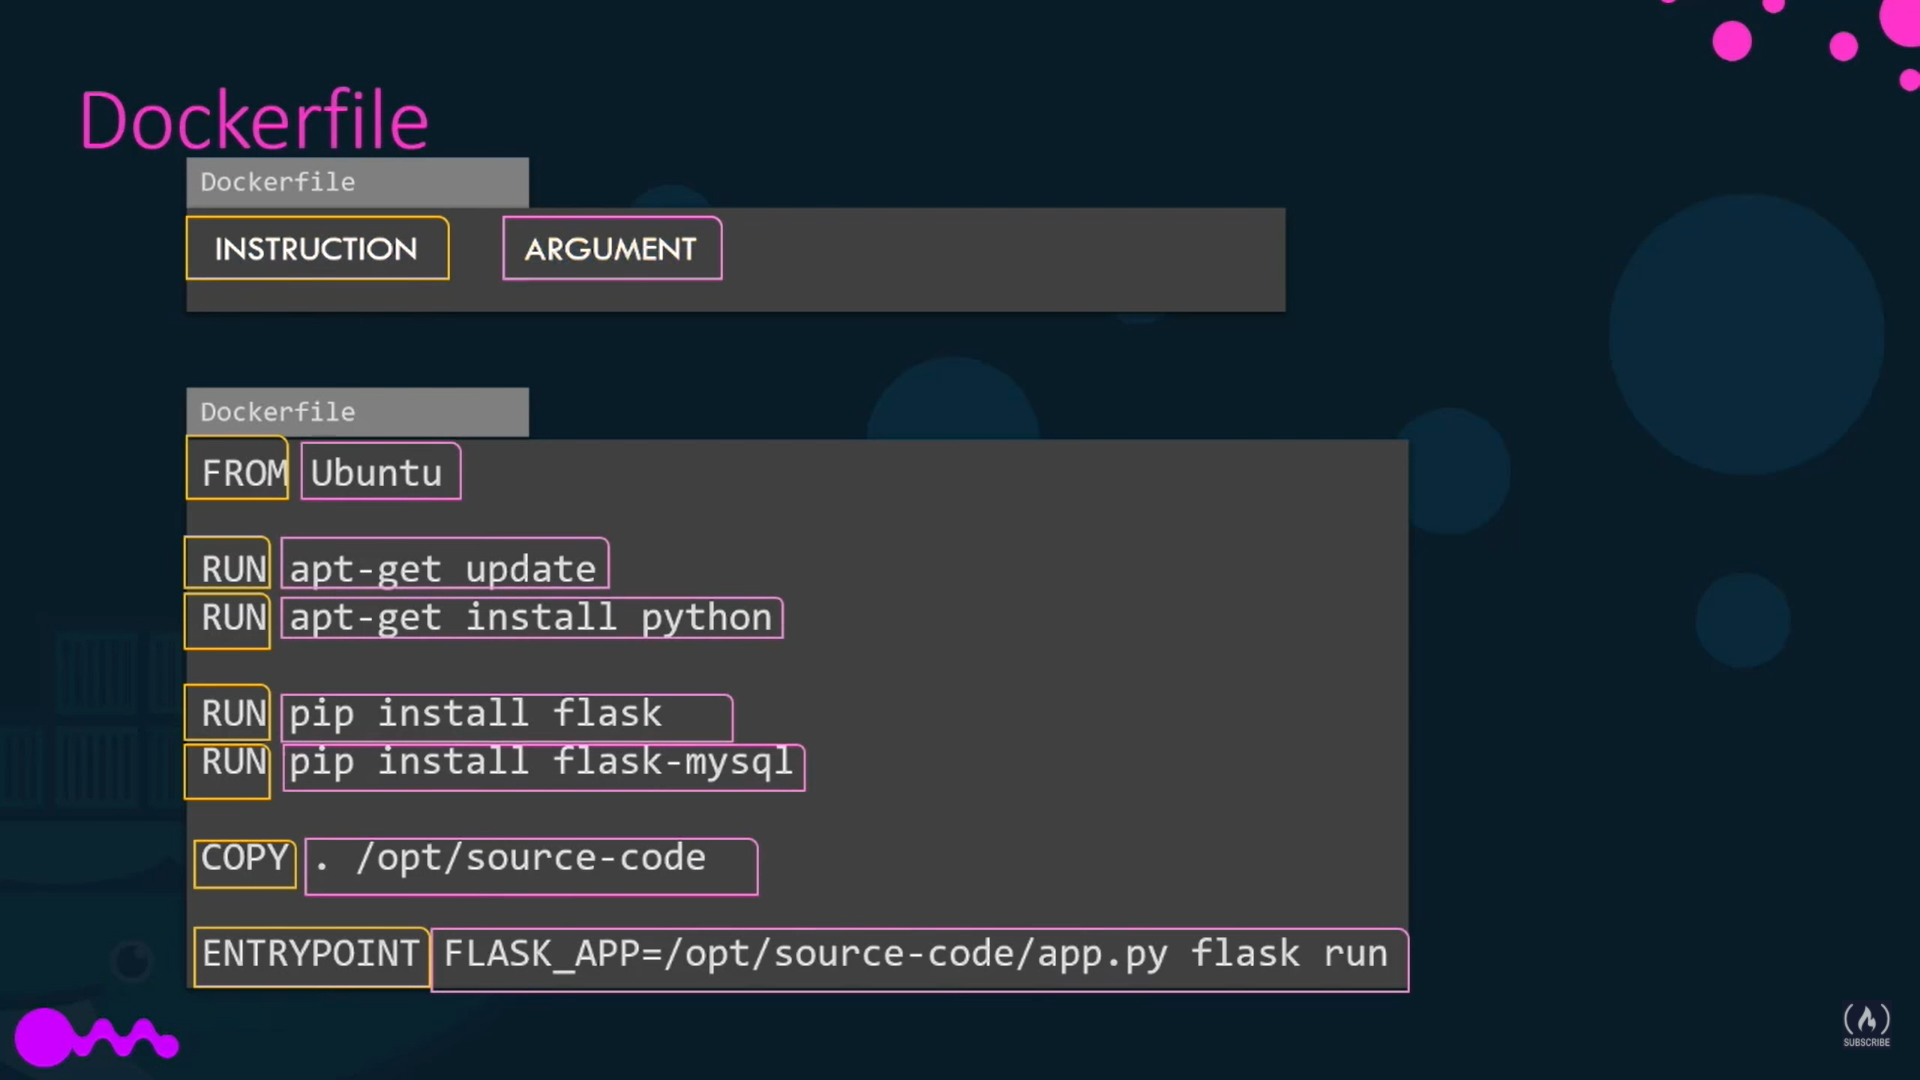 Dockerfile
Dockerfile
INSTRUCTION ARGUMENT
Dockerfile
FROM Ubuntu
RUN apt-get update
RUN apt-get install python
RUN pip install flask
RUN pip install flask-mysql
COPY . /opt/source-code
ENTRYPOINT FLASK_APP=/opt/source-code/app.py flask run
SUBSCRIBE